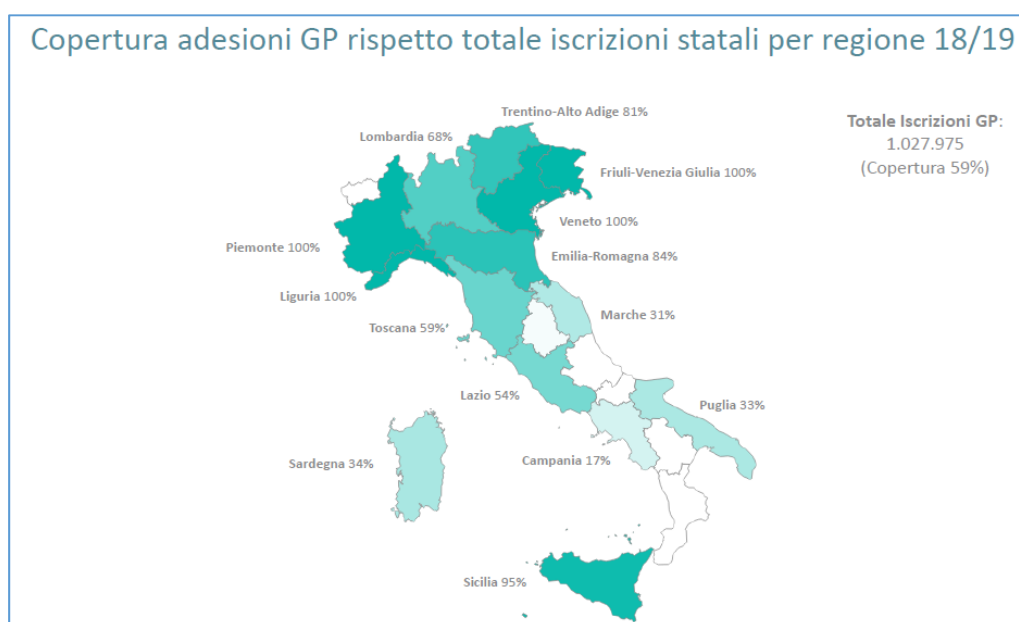 Copertura adesioni GP rispetto totale iscrizioni statali per regione 18/19
Trentino-Alto Adige 81%
Totale Iscrizioni GP:
1.027.975
(Copertura 59%)
Lombardia 68%
Friuli-Venezia Giulia 100%
Veneto 100%
Piemonte 100%
Emilia-Romagna 84%
Liguria 100%
Marche 31%
Toscana 59%’
Lazio 54%
Puglia 33%
Sardegna 34%
Campania 17%
Sicilia 95%